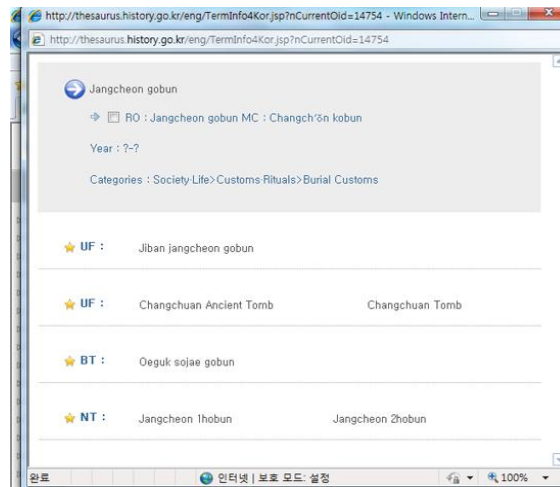 http://thesaurus.history.go.kr/eng/TermInfo4Kor.jsp?nCurrentOid=14754 - Windows Intern...
http://thesaurus.history.go.kr/eng/TermInfo4Kor.jsp?nCurrentOid=14754
Jangcheon gobun
RO : Jangcheon gobun MC : Changch'ŏn kobun
Year : ?-?
Categories : Society·Life>Customs·Rituals>Burial Customs
UF : Jiban jangcheon gobun
UF : Changchuan Ancient Tomb Changchuan Tomb
BT : Oeguk sojae gobun
NT : Jangcheon 1hobun Jangcheon 2hobun
완료 인터넷 | 보호 모드: 설정 100%